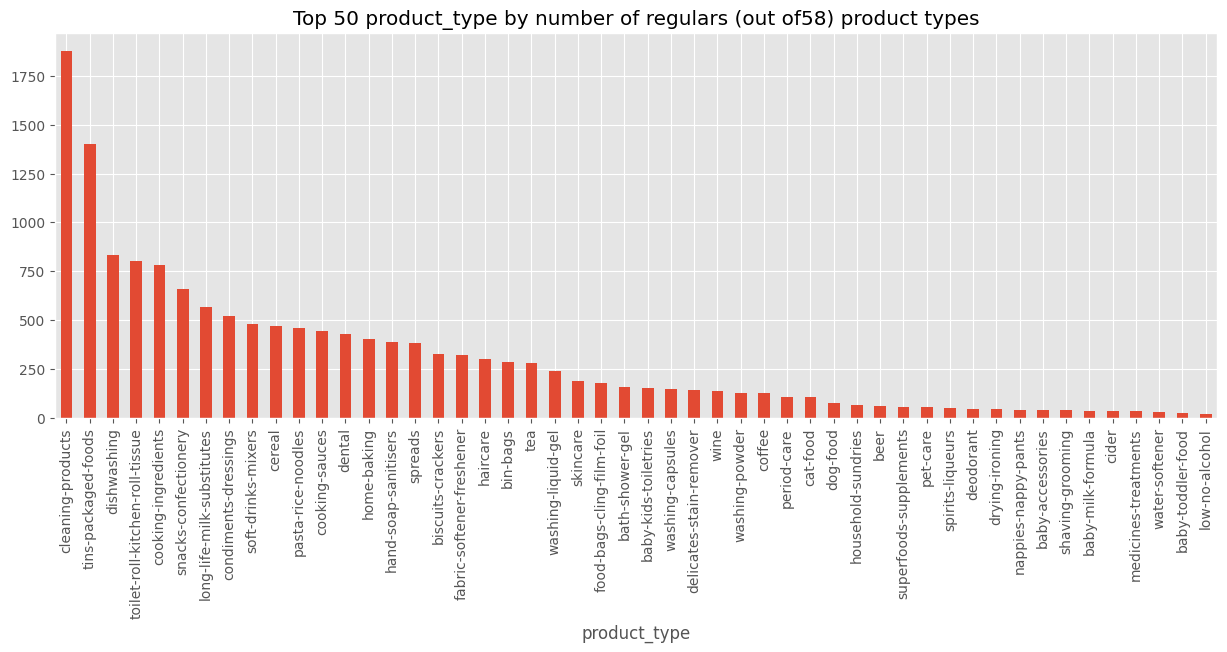 Top 50 product_type by number of regulars (out of58) product types
1750
1500
1250
1000
750
500
250
0
cleaning-products
tins-packaged-foods
dishwashing
toilet-roll-kitchen-roll-tissue
cooking-ingredients
snacks-confectionery
long-life-milk-substitutes
condiments-dressings
soft-drinks-mixers
cereal
pasta-rice-noodles
cooking-sauces
dental
home-baking
hand-soap-sanitisers
spreads
biscuits-crackers
fabric-softener-freshener
haircare
bin-bags
tea
washing-liquid-gel
skincare
food-bags-cling-film-foil
bath-shower-gel
baby-kids-toiletries
washing-capsules
delicates-stain-remover
wine
washing-powder
coffee
period-care
cat-food
dog-food
household-sundries
beer
superfoods-supplements
pet-care
spirits-liqueurs
deodorant
drying-ironing
nappies-nappy-pants
baby-accessories
shaving-grooming
baby-milk-formula
cider
medicines-treatments
water-softener
baby-toddler-food
low-no-alcohol
product_type